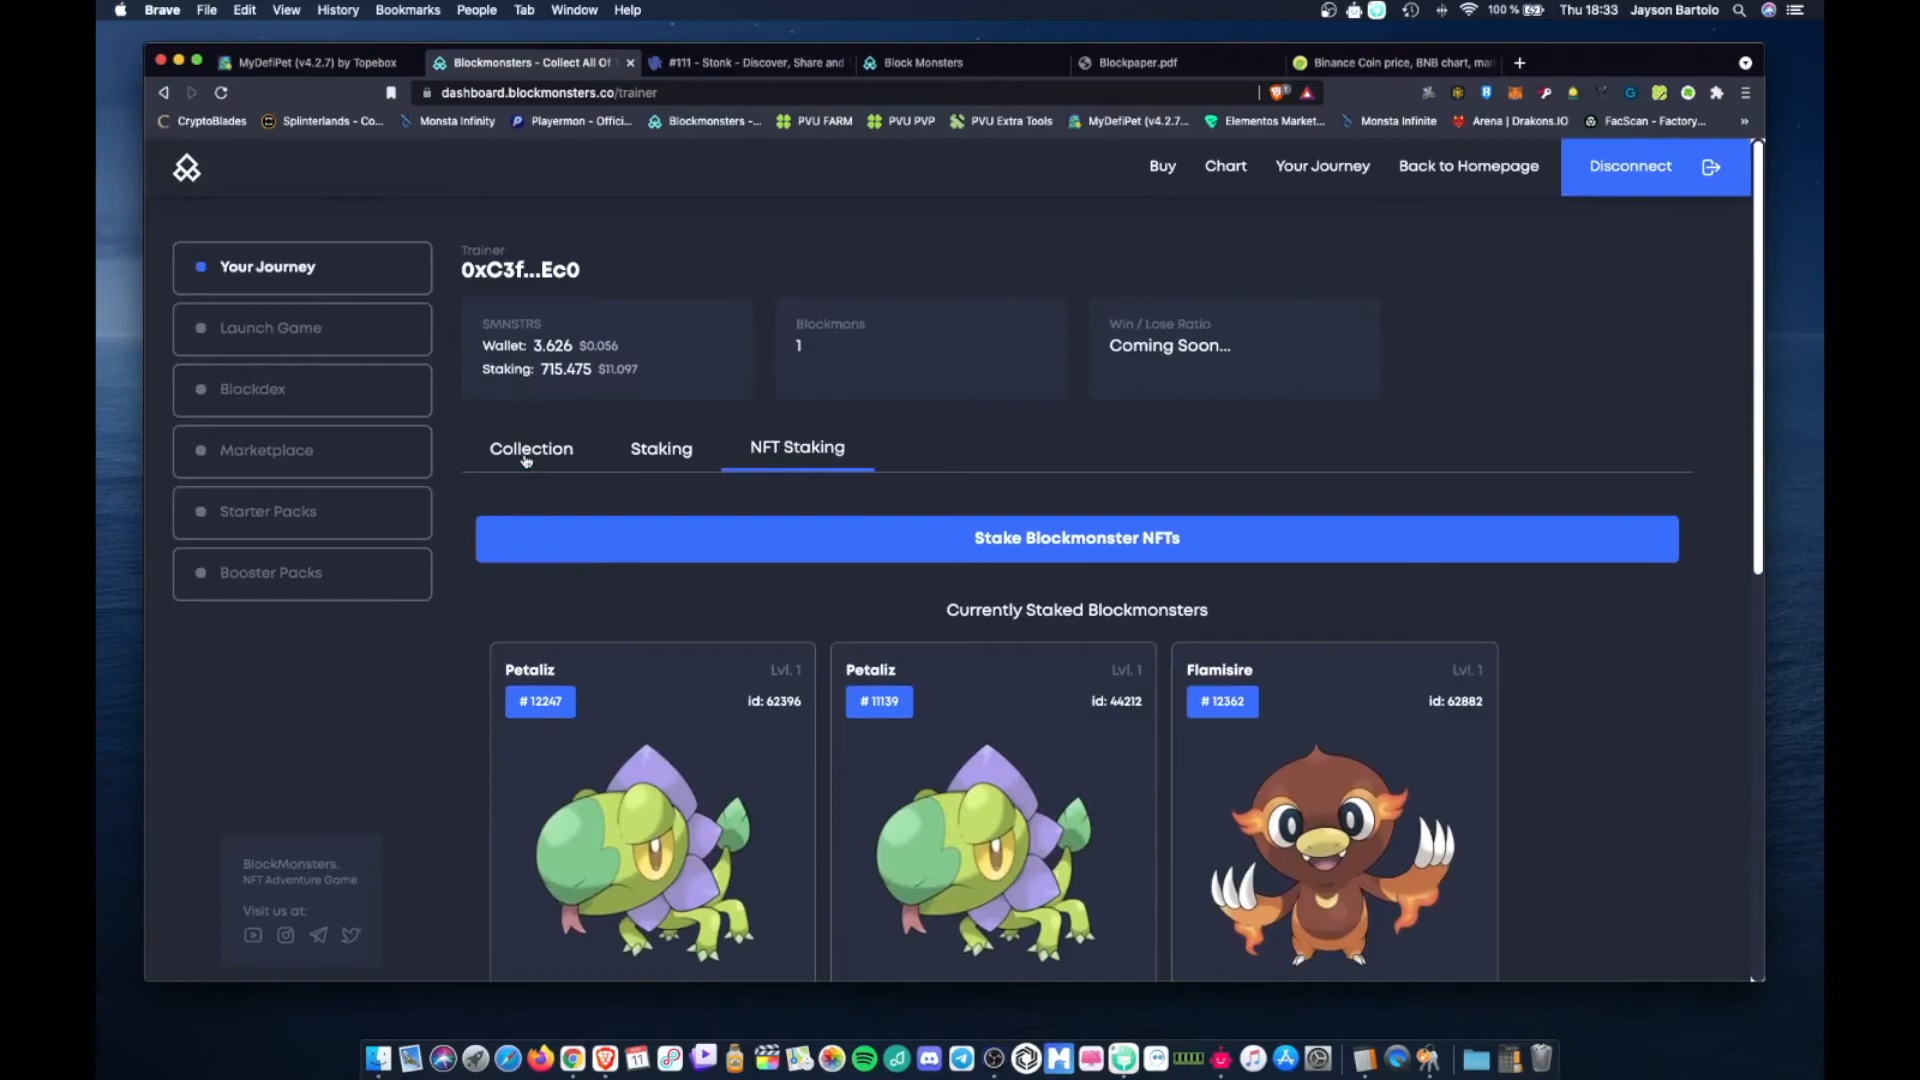 Brave File Edit View History Bookmarks People Tab Window Help 100% Thu 18:33 Jayson Bartolo
MyDefiPet (v4.2.7) by Topebox Blockmonsters - Collect All Of #111 - Stonk - Discover, Share and Block Monsters Blockpaper.pdf Binance Coin price, BNB chart, mar
dashboard.blockmonsters.co/trainer
CryptoBlades Splinterlands - Co... Monsta Infinity Playermon - Offici... Blockmonsters -... PVU FARM PVU PVP PVU Extra Tools MyDefiPet (v4.2.7... Elementos Market... Monsta Infinite Arena | Drakons.IO FacScan - Factory... »
Buy Chart Your Journey Back to Homepage Disconnect
Your Journey
Launch Game
Blockdex
Marketplace
Starter Packs
Booster Packs
Trainer
0xC3f...Ec0
$MNSTRS
Wallet: 3.626 $0.056
Staking: 715.475 $11.097
Blockmons
1
Win / Lose Ratio
Coming Soon...
Collection Staking NFT Staking
Stake Blockmonster NFTs
Currently Staked Blockmonsters
Petaliz Lvl. 1
# 12247 id: 62396
Petaliz Lvl. 1
# 11139 id: 44212
Flamisire Lvl. 1
# 12362 id: 62882
BlockMonsters.
NFT Adventure Game
Visit us at: